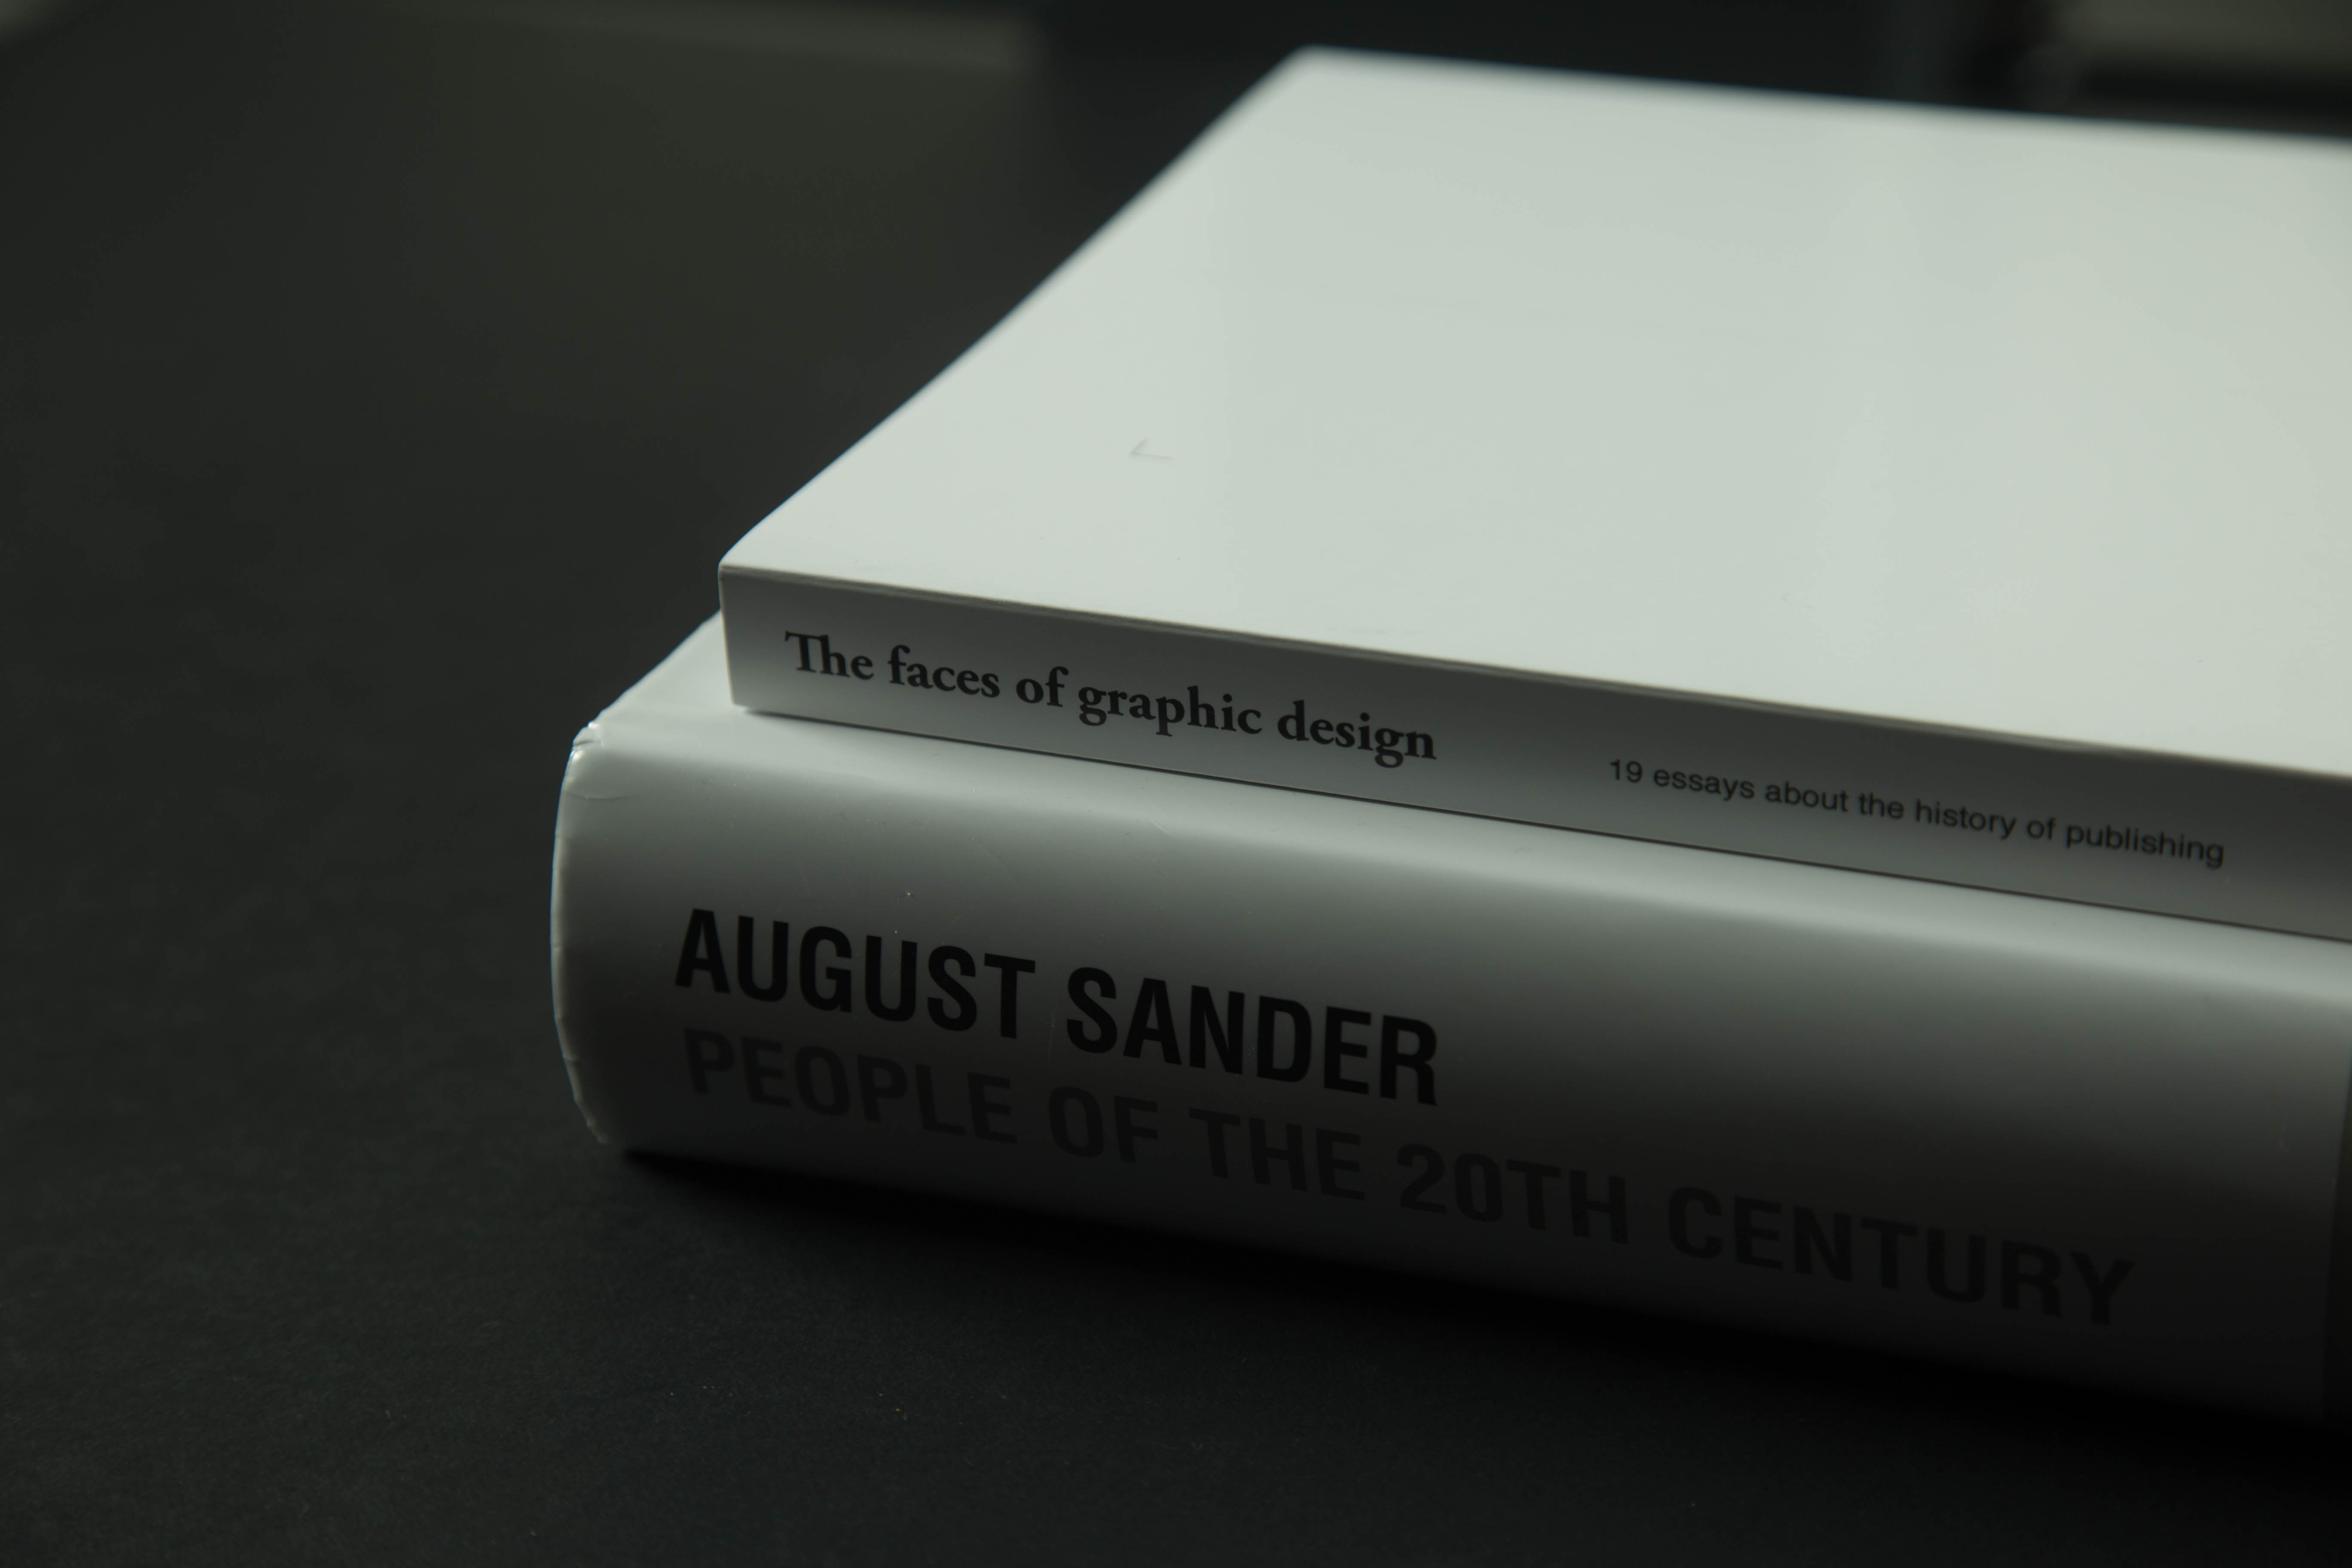 The faces of graphic design
19 essays about the history of publishing
AUGUST SANDER
PEOPLE OF THE 20TH CENTURY